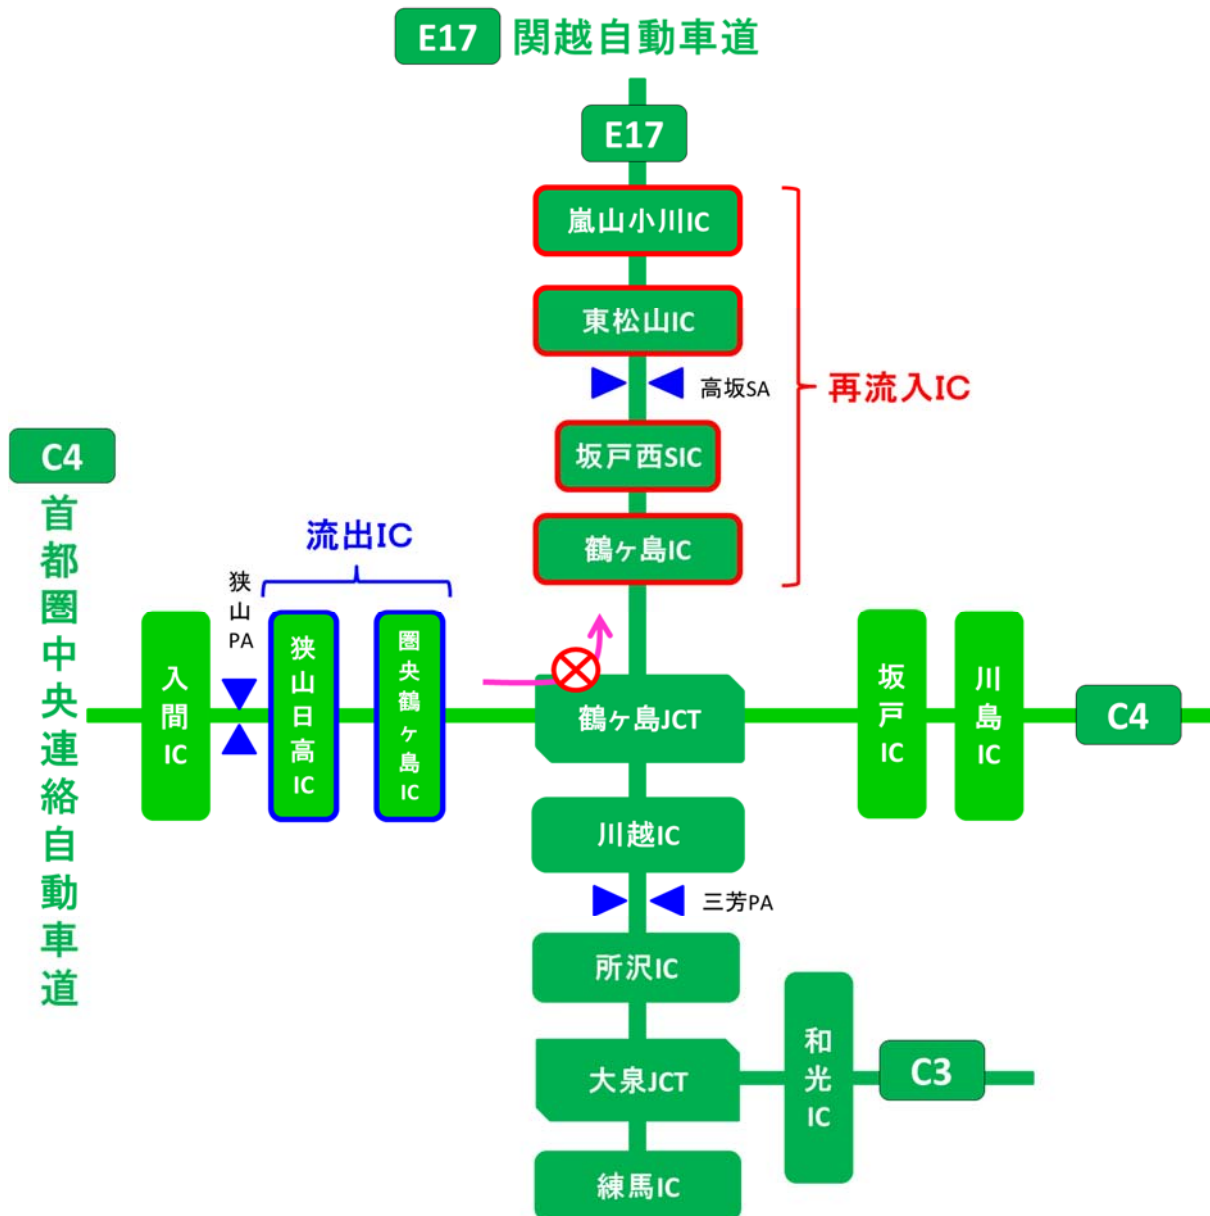 E17 関越自動車道
E17
嵐山小川IC
東松山IC
高坂SA
再流入IC
坂戸西SIC
鶴ヶ島IC
C4
首都圏中央連絡自動車道
流出IC
狭山PA
入間IC
狭山日高IC
圏央鶴ヶ島IC
鶴ヶ島JCT
坂戸IC
川島IC
C4
川越IC
三芳PA
所沢IC
大泉JCT
和光IC
C3
練馬IC